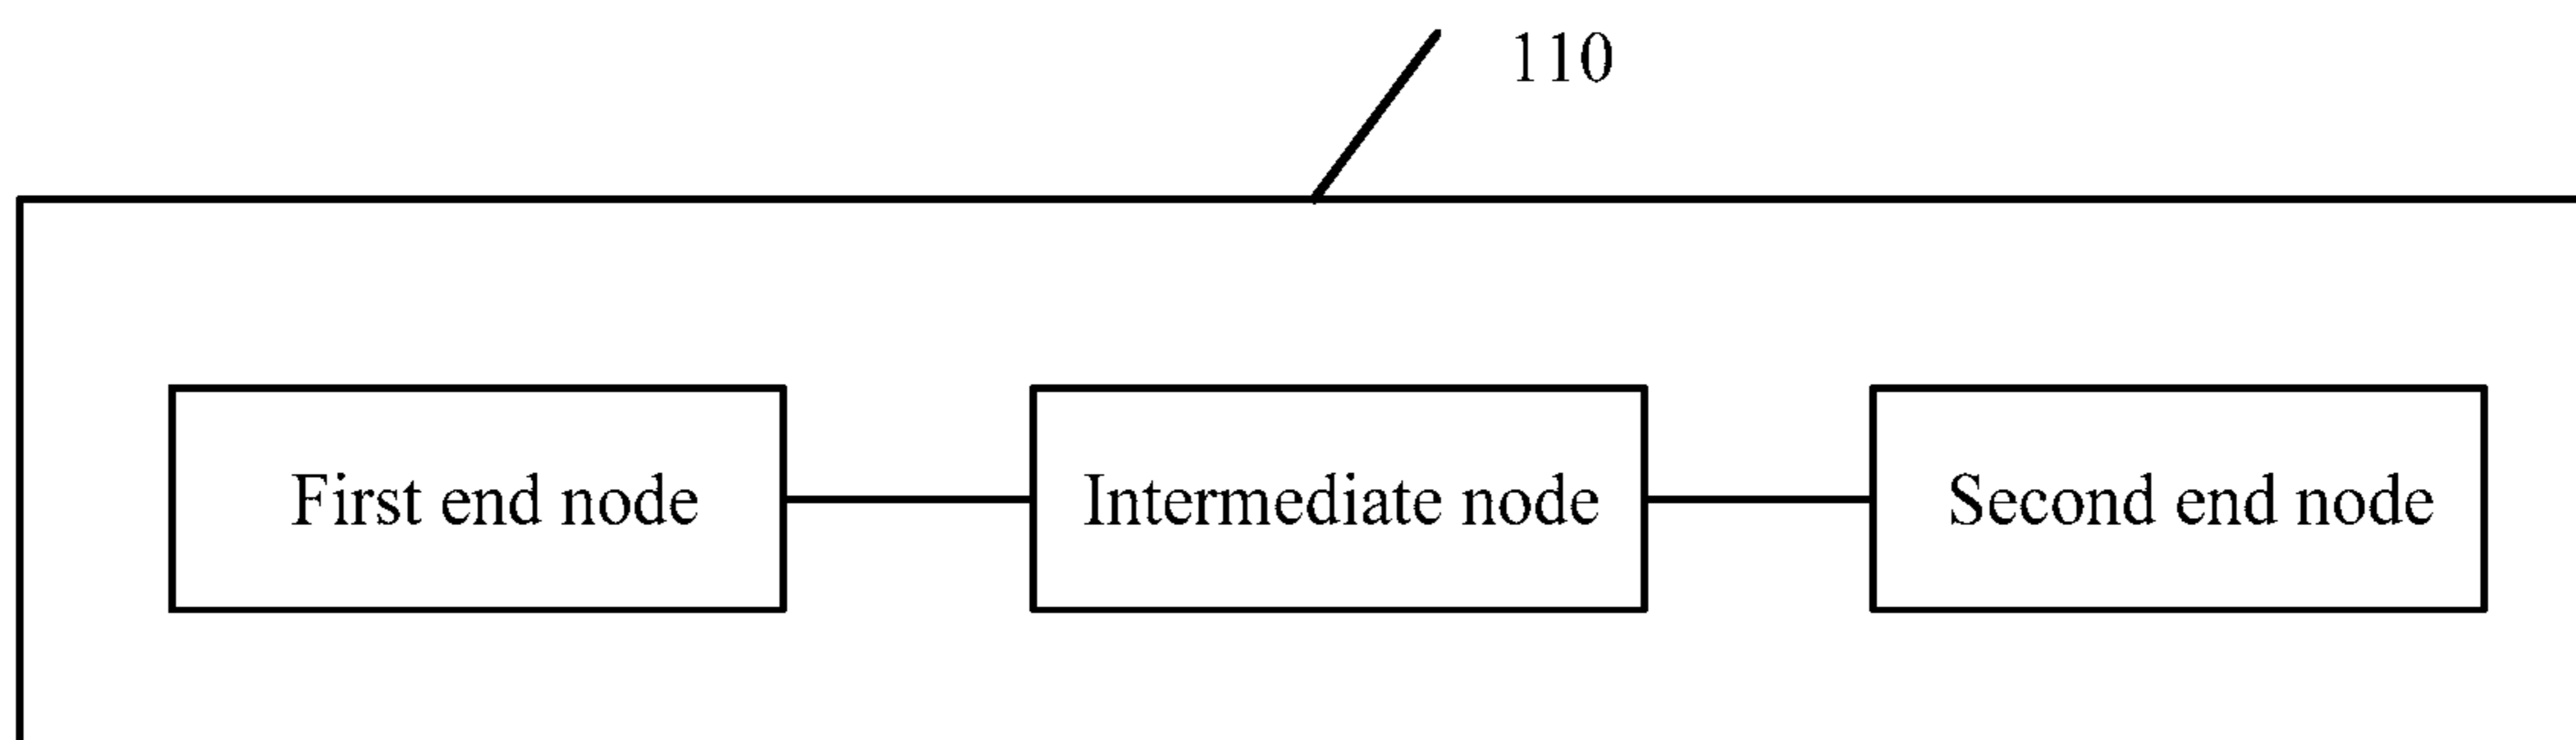 110
First end node
Intermediate node
Second end node